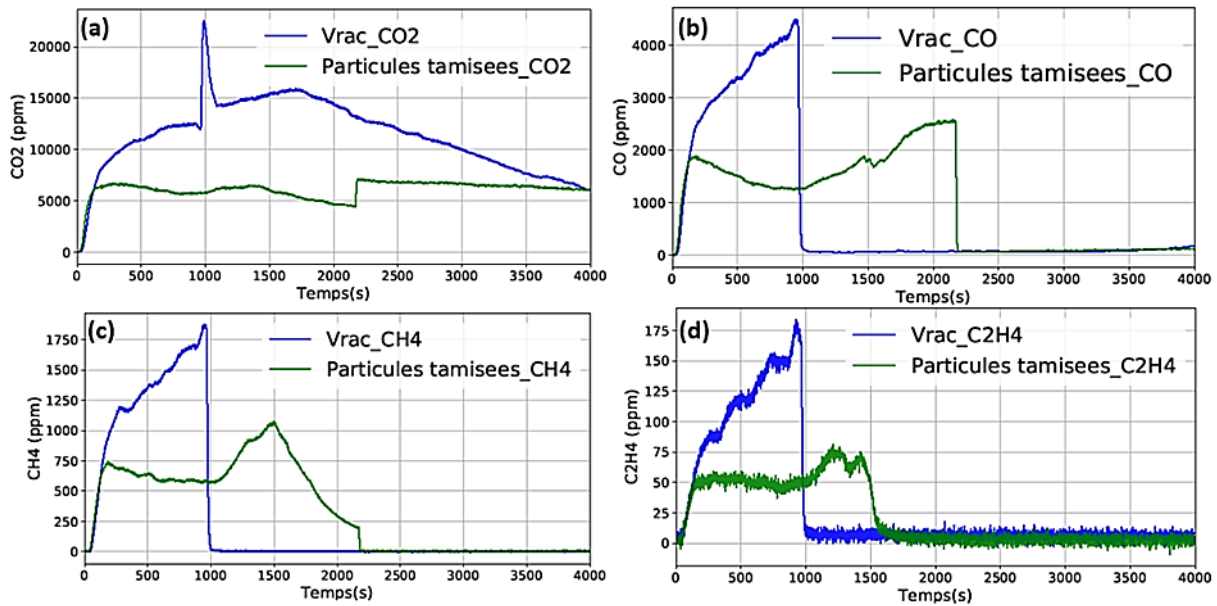 (a)
Vrac_CO2
Particules tamisees_CO2
CO2 (ppm)
20000
15000
10000
5000
0
0 500 1000 1500 2000 2500 3000 3500 4000
Temps(s)
(b)
Vrac_CO
Particules tamisees_CO
CO (ppm)
4000
3000
2000
1000
0
0 500 1000 1500 2000 2500 3000 3500 4000
Temps(s)
(c)
Vrac_CH4
Particules tamisees_CH4
CH4 (ppm)
1750
1500
1250
1000
750
500
250
0
0 500 1000 1500 2000 2500 3000 3500 4000
Temps(s)
(d)
Vrac_C2H4
Particules tamisees_C2H4
C2H4 (ppm)
175
150
125
100
75
50
25
0
0 500 1000 1500 2000 2500 3000 3500 4000
Temps(s)